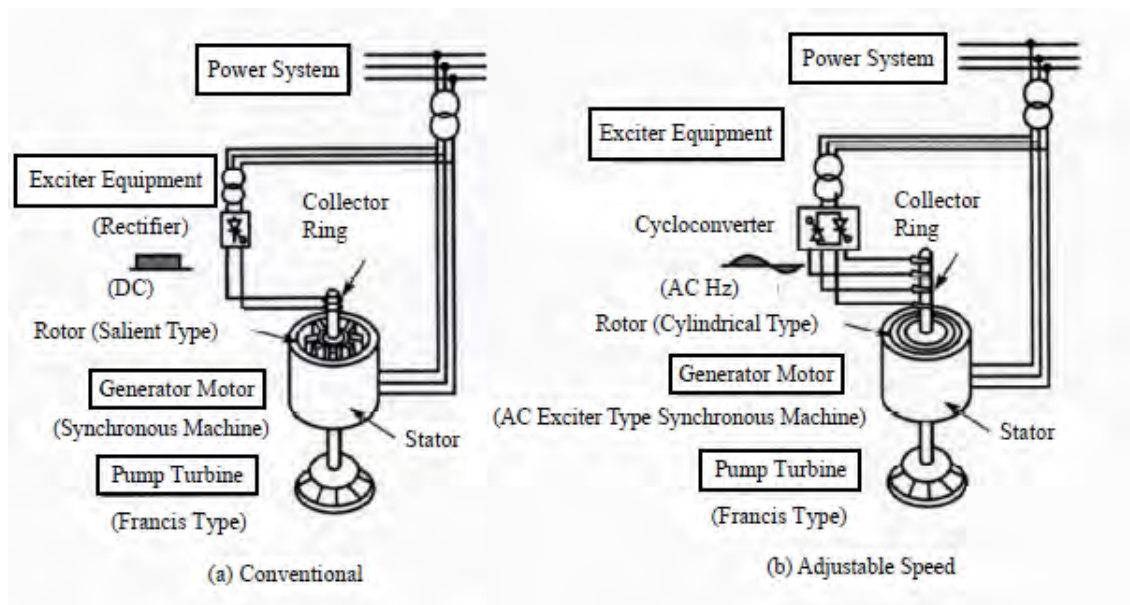 Power System
Exciter Equipment
(Rectifier)
Collector
Ring
(DC)
Rotor (Salient Type)
Generator Motor
(Synchronous Machine)
Stator
Pump Turbine
(Francis Type)
(a) Conventional
Power System
Exciter Equipment
Cycloconverter
Collector
Ring
(AC Hz)
Rotor (Cylindrical Type)
Generator Motor
(AC Exciter Type Synchronous Machine)
Stator
Pump Turbine
(Francis Type)
(b) Adjustable Speed